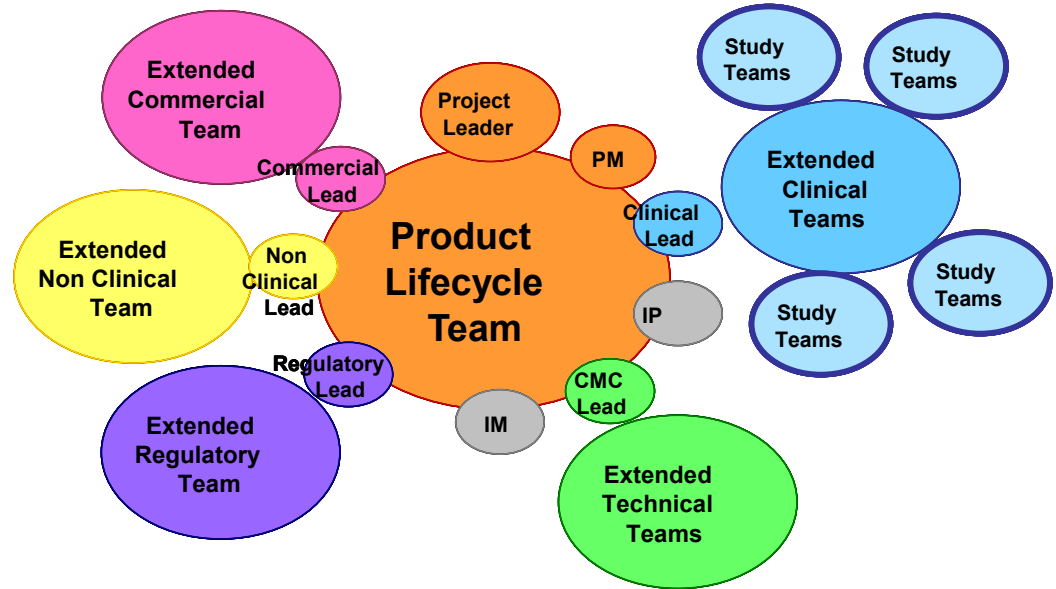 Extended
Commercial
Team
Commercial
Lead
Project
Leader
PM
Study
Teams
Study
Teams
Extended
Clinical
Teams
Clinical
Lead
Extended
Non Clinical
Team
Non
Clinical
Lead
Product
Lifecycle
Team
IP
Study
Teams
Study
Teams
Regulatory
Lead
CMC
Lead
IM
Extended
Regulatory
Team
Extended
Technical
Teams